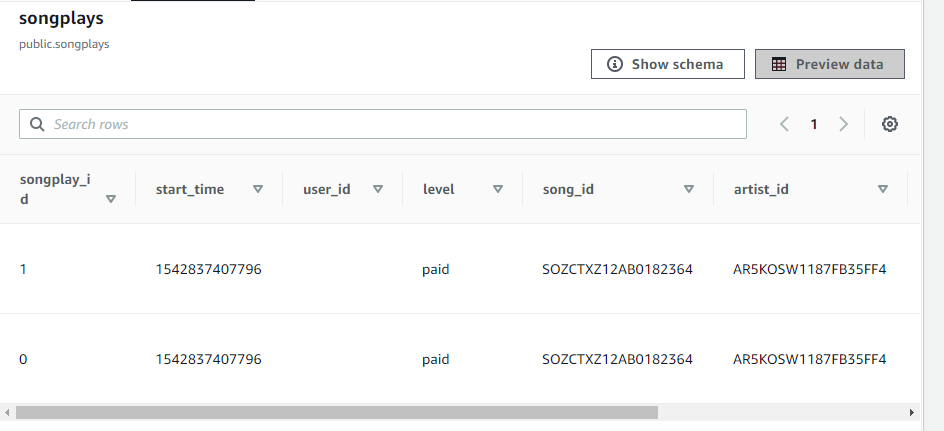 songplays
public.songplays
Show schema
Preview data
Search rows
1
songplay_i
d
start_time
user_id
level
song_id
artist_id
1 1542837407796 paid SOZCTXZ12AB0182364 AR5KOSW1187FB35FF4
0 1542837407796 paid SOZCTXZ12AB0182364 AR5KOSW1187FB35FF4